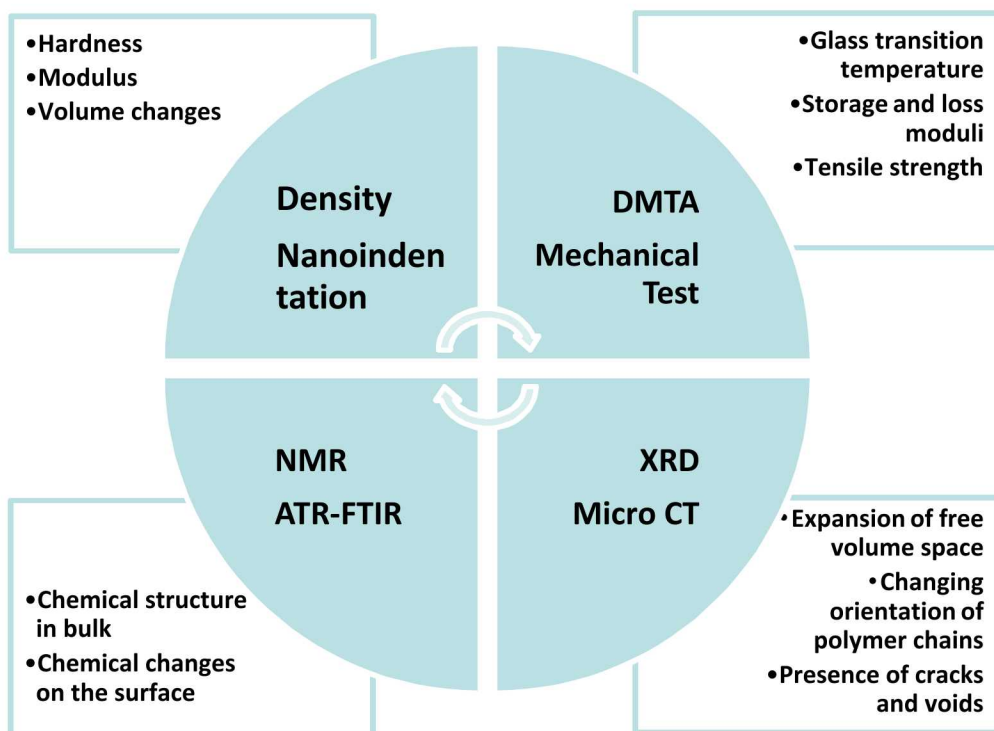 •Hardness
•Modulus
•Volume changes
•Glass transition
temperature
•Storage and loss
moduli
•Tensile strength
Density
Nanoinden
tation
DMTA
Mechanical
Test
NMR
ATR-FTIR
XRD
Micro CT
•Chemical structure
in bulk
•Chemical changes
on the surface
•Expansion of free
volume space
•Changing
orientation of
polymer chains
•Presence of cracks
and voids